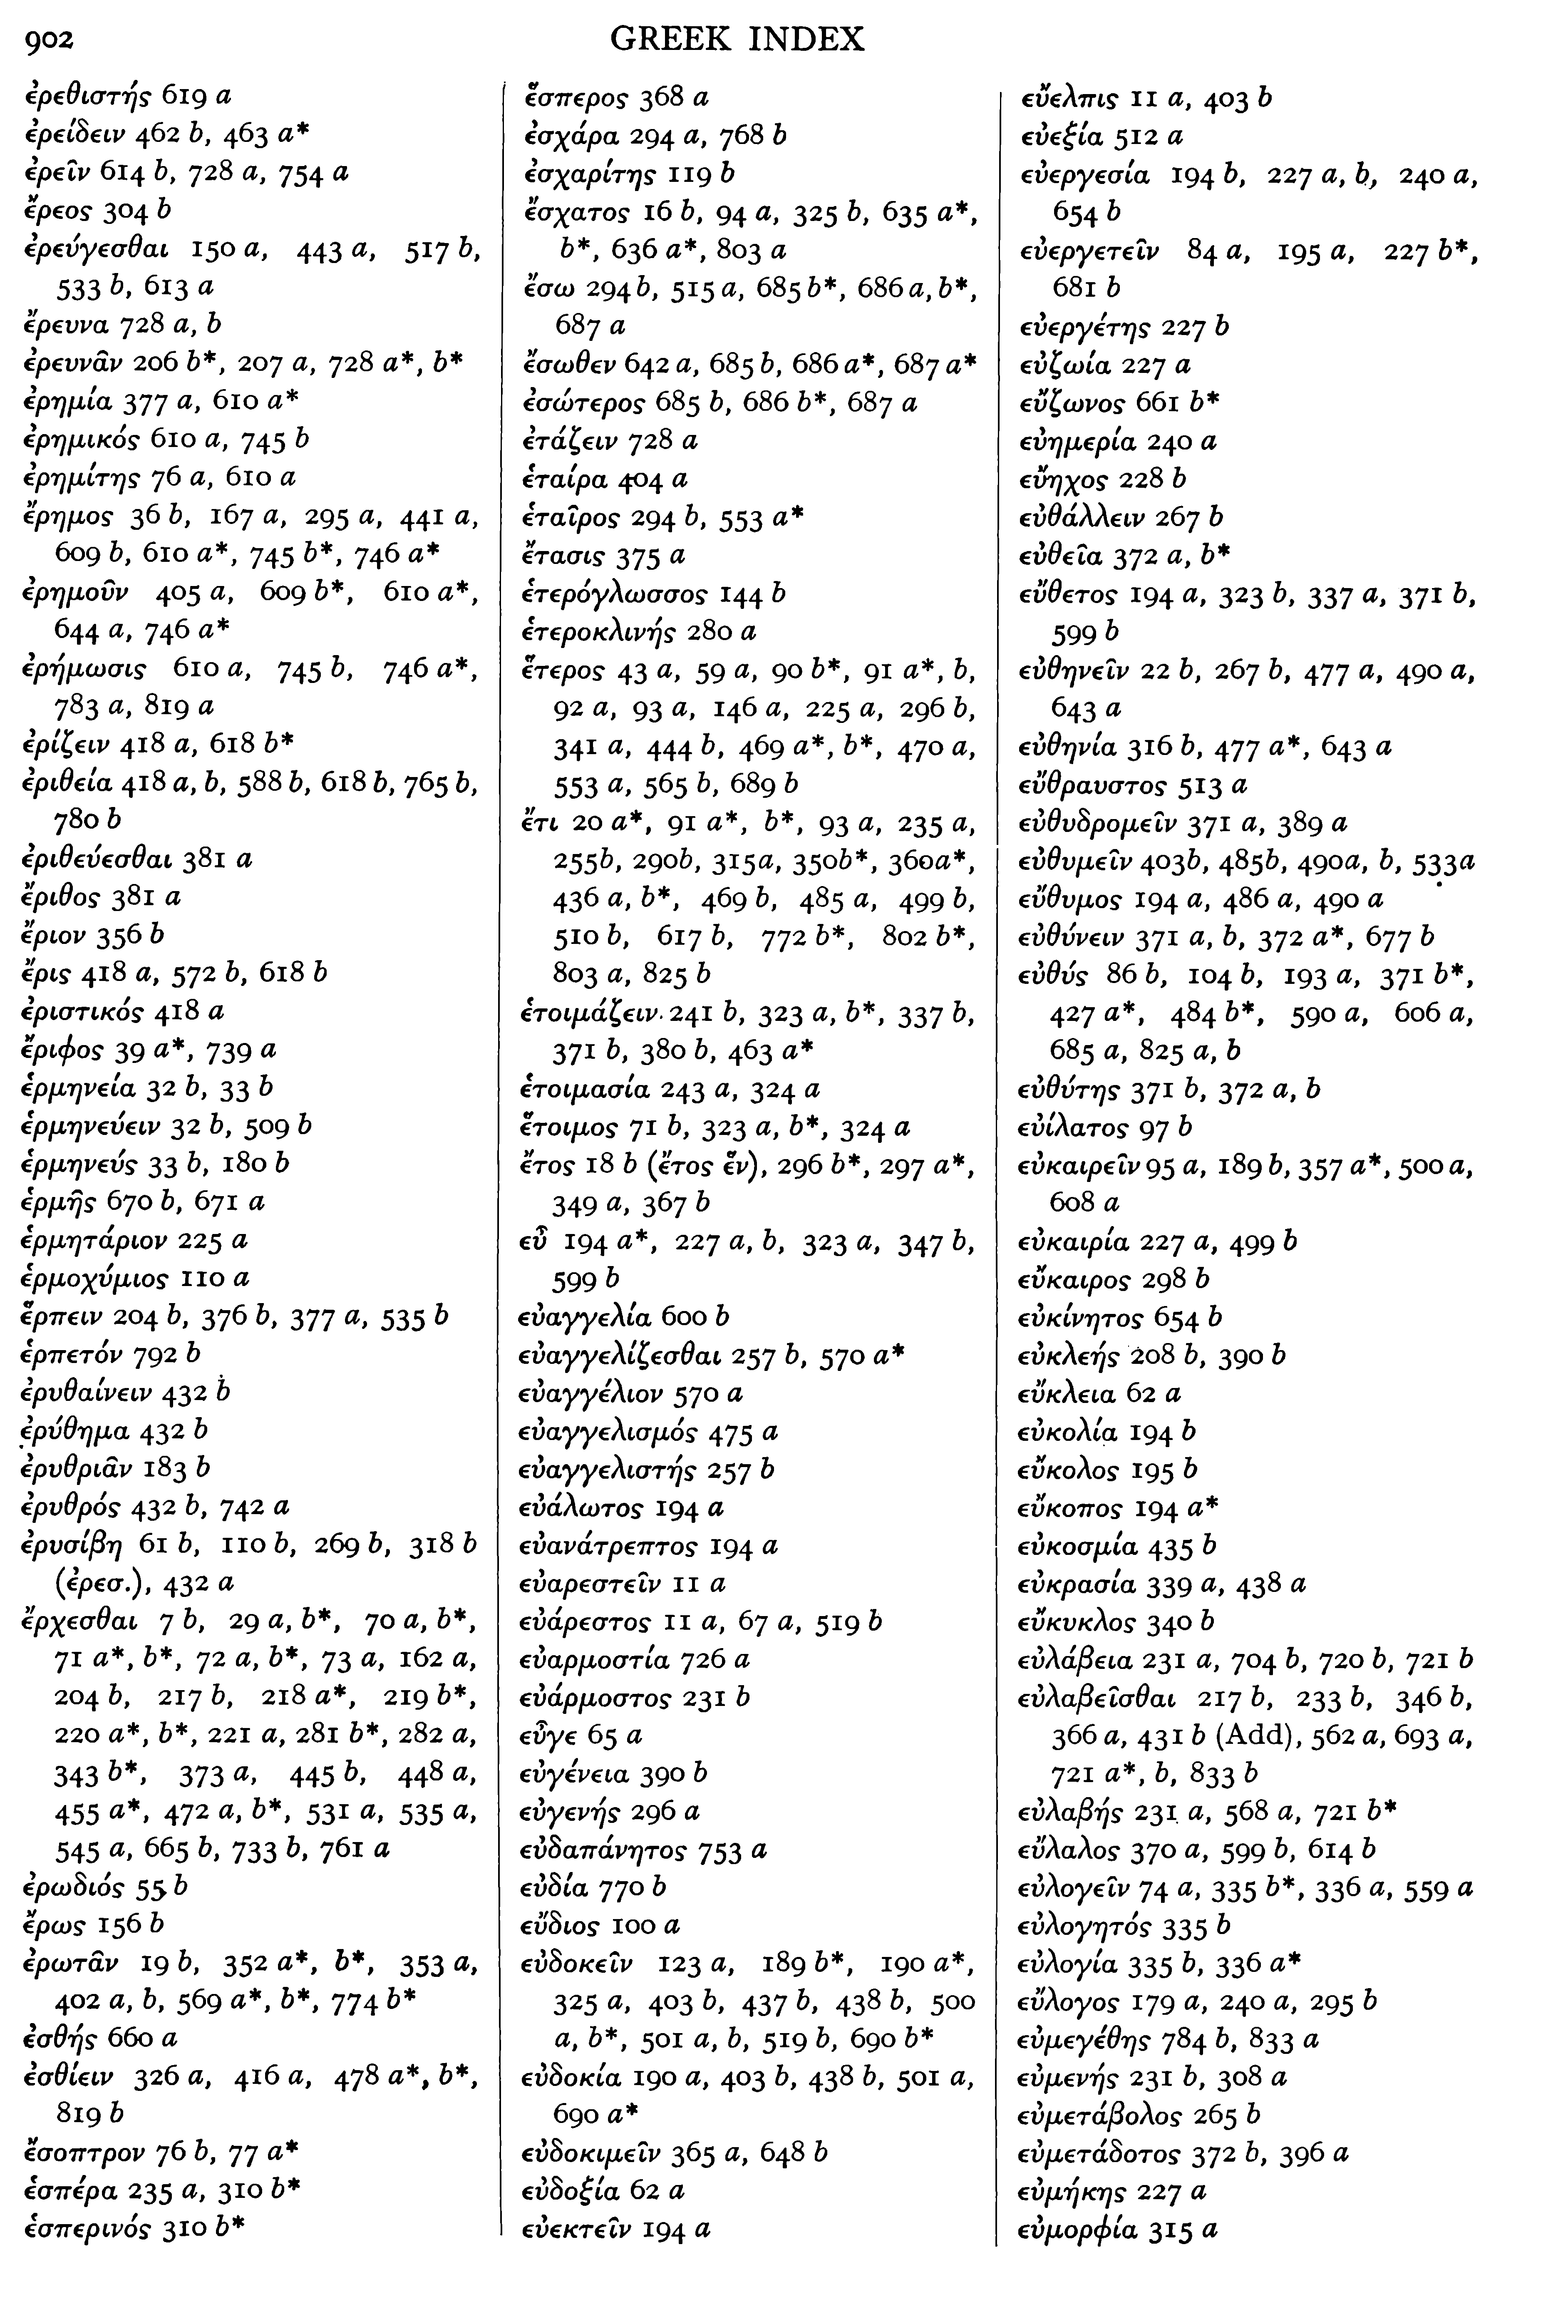 902
GREEK INDEX
ἐρεθιστής 619 a
ἐρείδειν 462 b, 463 a*
ἐρεῖν 614 b, 728 a, 754 a
ἔρεος 304 b
ἐρεύγεσθαι 150 a, 443 a, 517 b,
533 b, 613 a
ἔρευνα 728 a, b
ἐρευνᾶν 206 b*, 207 a, 728 a*, b*
ἐρημία 377 a, 610 a*
ἐρημικός 610 a, 745 b
ἐρημίτης 76 a, 610 a
ἔρημος 36 b, 167 a, 295 a, 441 a,
609 b, 610 a*, 745 b*, 746 a*
ἐρημοῦν 405 a, 609 b*, 610 a*,
644 a, 746 a*
ἐρήμωσις 610 a, 745 b, 746 a*,
783 a, 819 a
ἐρίζειν 418 a, 618 b*
ἐριθεία 418 a, b, 588 b, 618 b, 765 b,
780 b
ἐριθεύεσθαι 381 a
ἔριθος 381 a
ἔριον 356 b
ἔρις 418 a, 572 b, 618 b
ἐριστικός 418 a
ἔριφος 39 a*, 739 a
ἑρμηνεία 32 b, 33 b
ἑρμηνεύειν 32 b, 509 b
ἑρμηνεύς 33 b, 180 b
ἑρμῆς 670 b, 671 a
ἑρμητάριον 225 a
ἑρμοχύμιος 110 a
ἕρπειν 204 b, 376 b, 377 a, 535 b
ἑρπετόν 792 b
ἐρυθαίνειν 432 b
ἐρύθημα 432 b
ἐρυθριᾶν 183 b
ἐρυθρός 432 b, 742 a
ἐρυσίβη 61 b, 110 b, 269 b, 318 b
(ἐρεσ.), 432 a
ἔρχεσθαι 7 b, 29 a, b*, 70 a, b*,
71 a*, b*, 72 a, b*, 73 a, 162 a,
204 b, 217 b, 218 a*, 219 b*,
220 a*, b*, 221 a, 281 b*, 282 a,
343 b*, 373 a, 445 b, 448 a,
455 a*, 472 a, b*, 531 a, 535 a,
545 a, 665 b, 733 b, 761 a
ἐρωδιός 55 b
ἔρως 156 b
ἐρωτᾶν 19 b, 352 a*, b*, 353 a,
402 a, b, 569 a*, b*, 774 b*
ἐσθής 660 a
ἐσθίειν 326 a, 416 a, 478 a*, b*,
819 b
ἔσοπτρον 76 b, 77 a*
ἑσπέρα 235 a, 310 b*
ἑσπερινός 310 b*
ἕσπερος 368 a
ἐσχάρα 294 a, 768 b
ἐσχαρίτης 119 b
ἔσχατος 16 b, 94 a, 325 b, 635 a*,
b*, 636 a*, 803 a
ἔσω 294 b, 515 a, 685 b*, 686 a, b*,
687 a
ἔσωθεν 642 a, 685 b, 686 a*, 687 a*
ἐσώτερος 685 b, 686 b*, 687 a
ἐτάζειν 728 a
ἑταίρα 404 a
ἑταῖρος 294 b, 553 a*
ἔτασις 375 a
ἑτερόγλωσσος 144 b
ἑτεροκλινής 280 a
ἕτερος 43 a, 59 a, 90 b*, 91 a*, b,
92 a, 93 a, 146 a, 225 a, 296 b,
341 a, 444 b, 469 a*, b*, 470 a,
553 a, 565 b, 689 b
ἔτι 20 a*, 91 a*, b*, 93 a, 235 a,
255b, 290b, 315a, 350b*, 360a*,
436 a, b*, 469 b, 485 a, 499 b,
510 b, 617 b, 772 b*, 802 b*,
803 a, 825 b
ἑτοιμάζειν 241 b, 323 a, b*, 337 b,
371 b, 380 b, 463 a*
ἑτοιμασία 243 a, 324 a
ἕτοιμος 71 b, 323 a, b*, 324 a
ἔτος 18 b (ἔτος ἕν), 296 b*, 297 a*,
349 a, 367 b
εὖ 194 a*, 227 a, b, 323 a, 347 b,
599 b
εὐαγγελία 600 b
εὐαγγελίζεσθαι 257 b, 570 a*
εὐαγγέλιον 570 a
εὐαγγελισμός 475 a
εὐαγγελιστής 257 b
εὐάλωτος 194 a
εὐανάτρεπτος 194 a
εὐαρεστεῖν 11 a
εὐάρεστος 11 a, 67 a, 519 b
εὐαρμοστία 726 a
εὐάρμοστος 231 b
εὖγε 65 a
εὐγένεια 390 b
εὐγενής 296 a
εὐδαπάνητος 753 a
εὐδία 770 b
εὔδιος 100 a
εὐδοκεῖν 123 a, 189 b*, 190 a*,
325 a, 403 b, 437 b, 438 b, 500
a, b*, 501 a, b, 519 b, 690 b*
εὐδοκία 190 a, 403 b, 438 b, 501 a,
690 a*
εὐδοκιμεῖν 365 a, 648 b
εὐδοξία 62 a
εὐεκτεῖν 194 a
εὔελπις 11 a, 403 b
εὐεξία 512 a
εὐεργεσία 194 b, 227 a, b, 240 a,
654 b
εὐεργετεῖν 84 a, 195 a, 227 b*,
681 b
εὐεργέτης 227 b
εὐζωία 227 a
εὔζωνος 661 b*
εὐημερία 240 a
εὔηχος 228 b
εὐθάλλειν 267 b
εὐθεῖα 372 a, b*
εὔθετος 194 a, 323 b, 337 a, 371 b,
599 b
εὐθηνεῖν 22 b, 267 b, 477 a, 490 a,
643 a
εὐθηνία 316 b, 477 a*, 643 a
εὔθραυστος 513 a
εὐθυδρομεῖν 371 a, 389 a
εὐθυμεῖν 403b, 485b, 490a, b, 533a
εὔθυμος 194 a, 486 a, 490 a
εὐθύνειν 371 a, b, 372 a*, 677 b
εὐθύς 86 b, 104 b, 193 a, 371 b*,
427 a*, 484 b*, 590 a, 606 a,
685 a, 825 a, b
εὐθύτης 371 b, 372 a, b
εὐίλατος 97 b
εὐκαιρεῖν 95 a, 189 b, 357 a*, 500 a,
608 a
εὐκαιρία 227 a, 499 b
εὔκαιρος 298 b
εὐκίνητος 654 b
εὐκλεής 208 b, 390 b
εὔκλεια 62 a
εὐκολία 194 b
εὔκολος 195 b
εὔκοπος 194 a*
εὐκοσμία 435 b
εὐκρασία 339 a, 438 a
εὔκυκλος 340 b
εὐλάβεια 231 a, 704 b, 720 b, 721 b
εὐλαβεῖσθαι 217 b, 233 b, 346 b,
366 a, 431 b (Add), 562 a, 693 a,
721 a*, b, 833 b
εὐλαβής 231 a, 568 a, 721 b*
εὔλαλος 370 a, 599 b, 614 b
εὐλογεῖν 74 a, 335 b*, 336 a, 559 a
εὐλογητός 335 b
εὐλογία 335 b, 336 a*
εὔλογος 179 a, 240 a, 295 b
εὐμεγέθης 784 b, 833 a
εὐμενής 231 b, 308 a
εὐμετάβολος 265 b
εὐμετάδοτος 372 b, 396 a
εὐμήκης 227 a
εὐμορφία 315 a